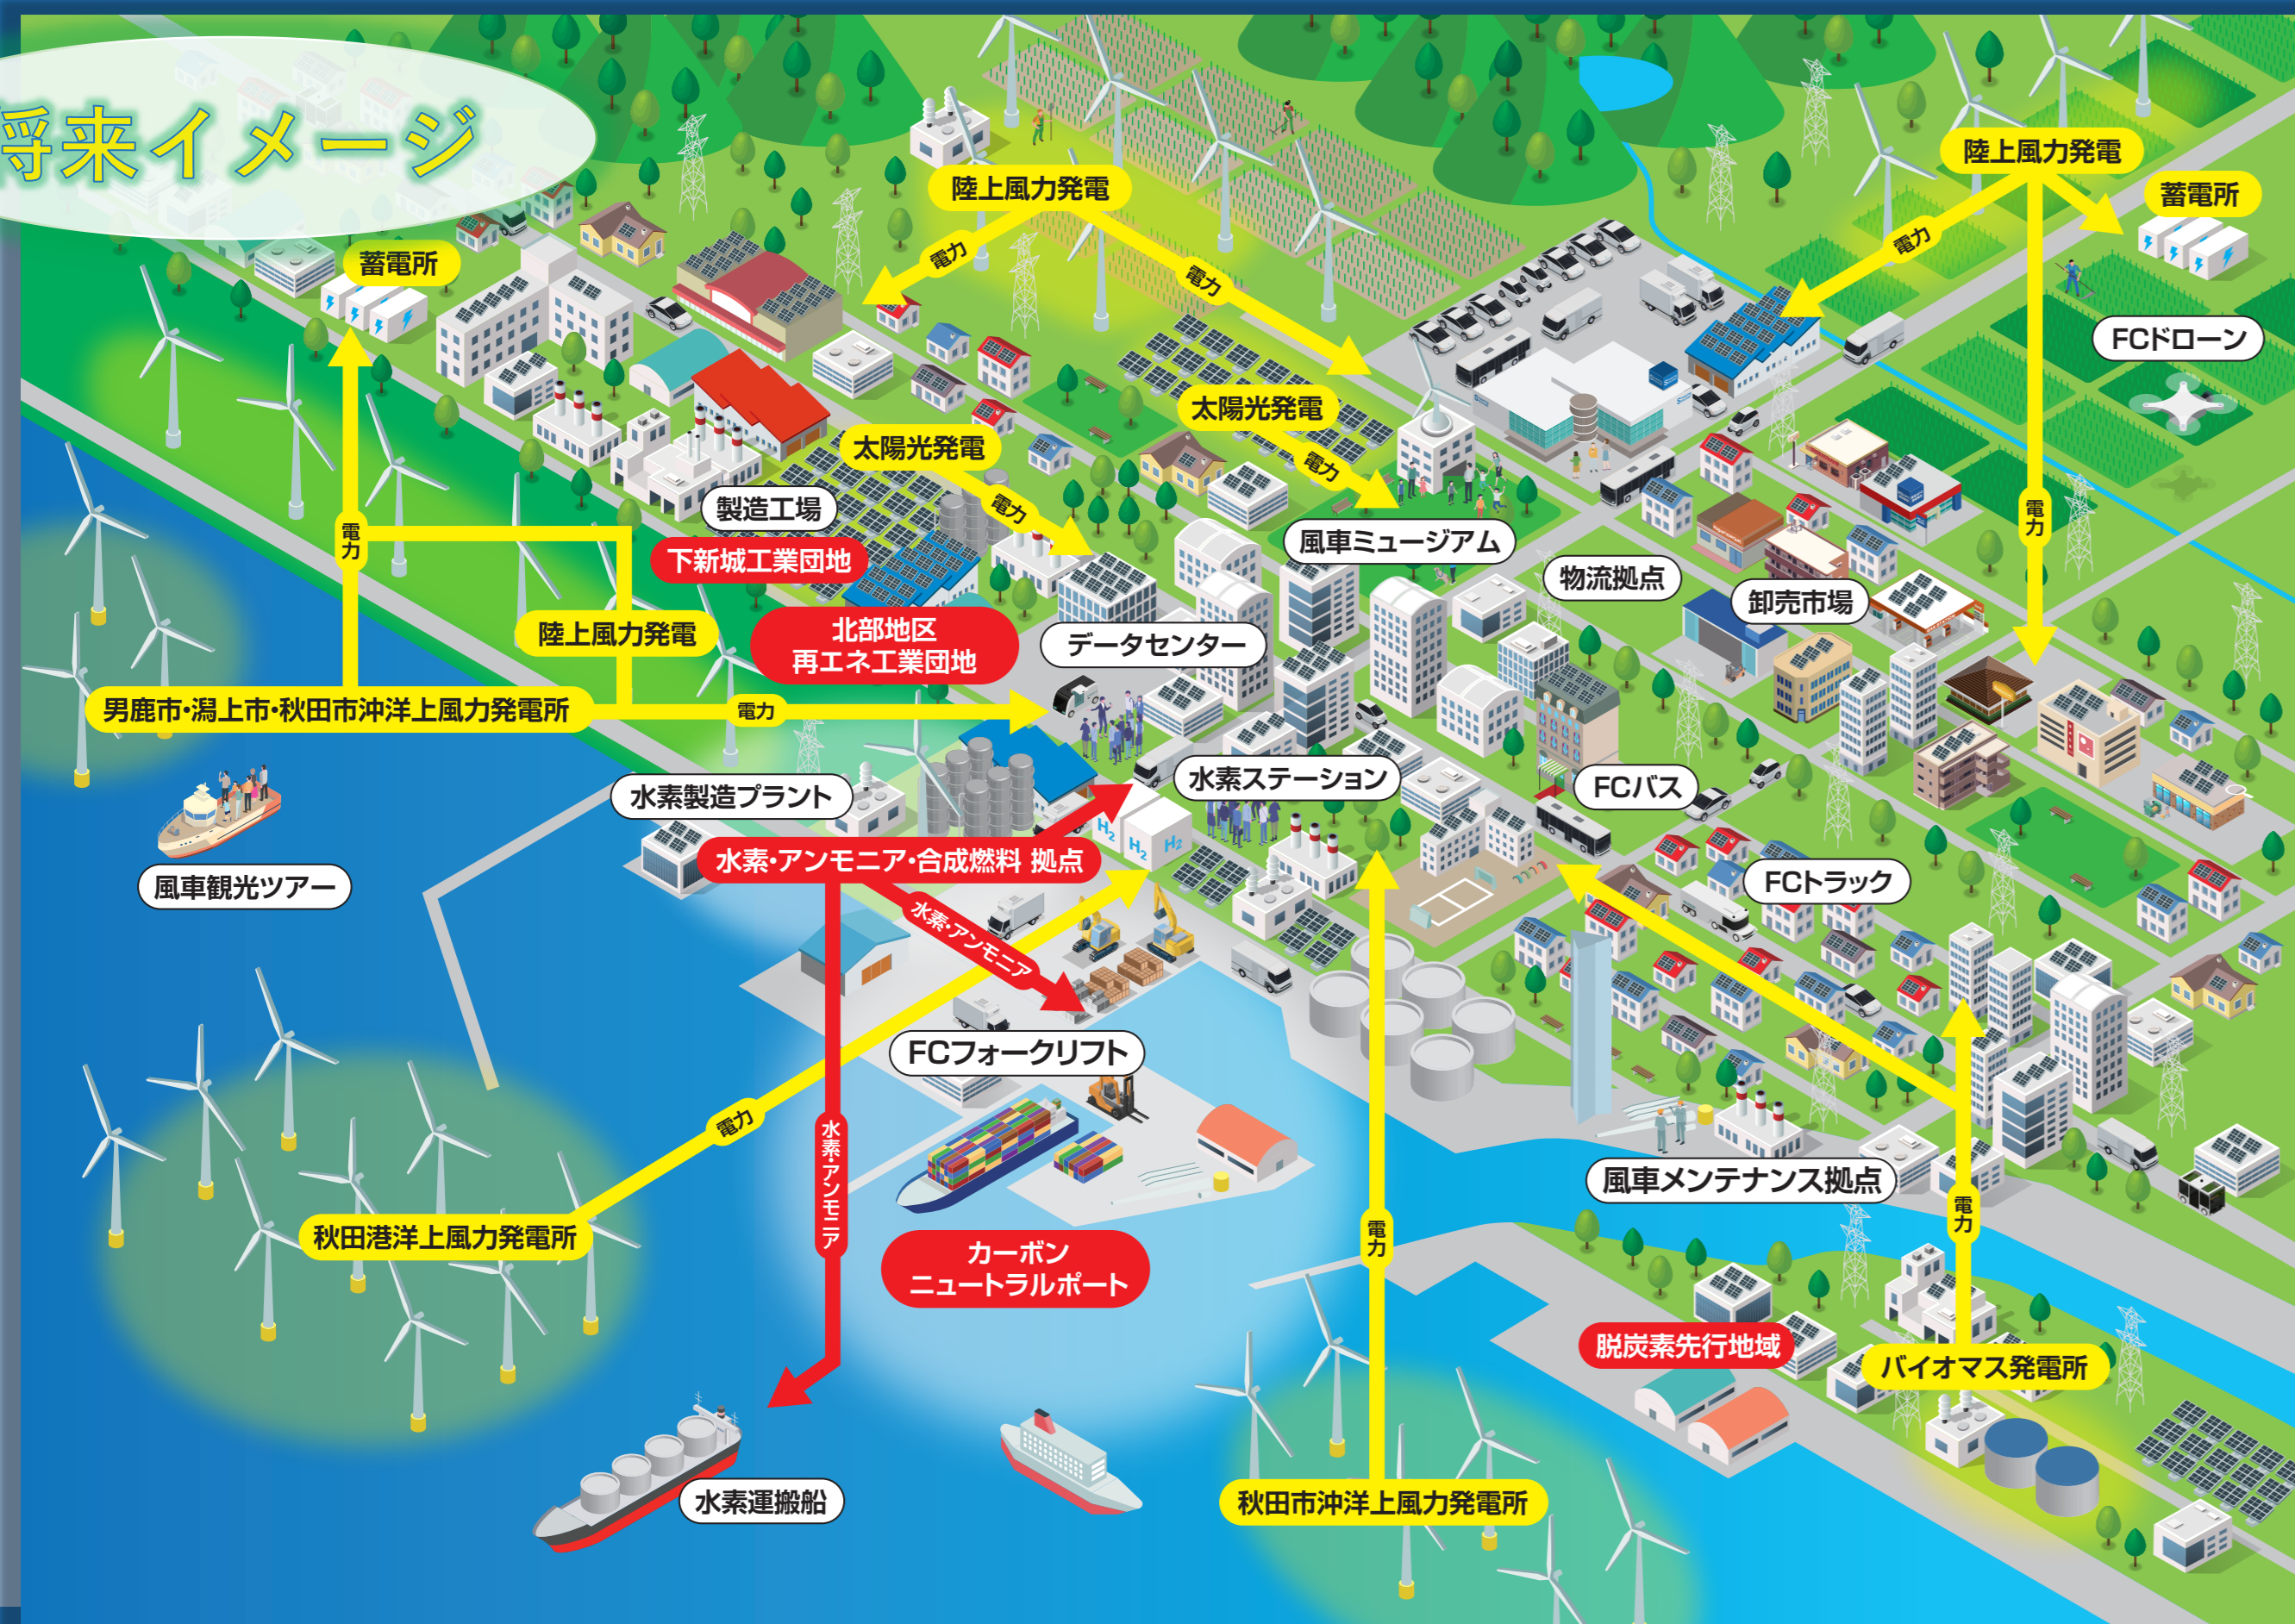 将来イメージ
陸上風力発電
陸上風力発電
蓄電所
蓄電所
電力
電力
電力
FCドローン
太陽光発電
太陽光発電
電力
電力
製造工場
電力
電力
下新城工業団地
風車ミュージアム
物流拠点
卸売市場
陸上風力発電
北部地区
再エネ工業団地
データセンター
男鹿市・潟上市・秋田市沖洋上風力発電所
電力
水素製造プラント
水素ステーション
FCバス
H2
H2
H2
水素・アンモニア・合成燃料 拠点
風車観光ツアー
FCトラック
水素・アンモニア
FCフォークリフト
電力
水素・アンモニア
風車メンテナンス拠点
秋田港洋上風力発電所
電力
電力
カーボン
ニュートラルポート
脱炭素先行地域
バイオマス発電所
水素運搬船
秋田市沖洋上風力発電所